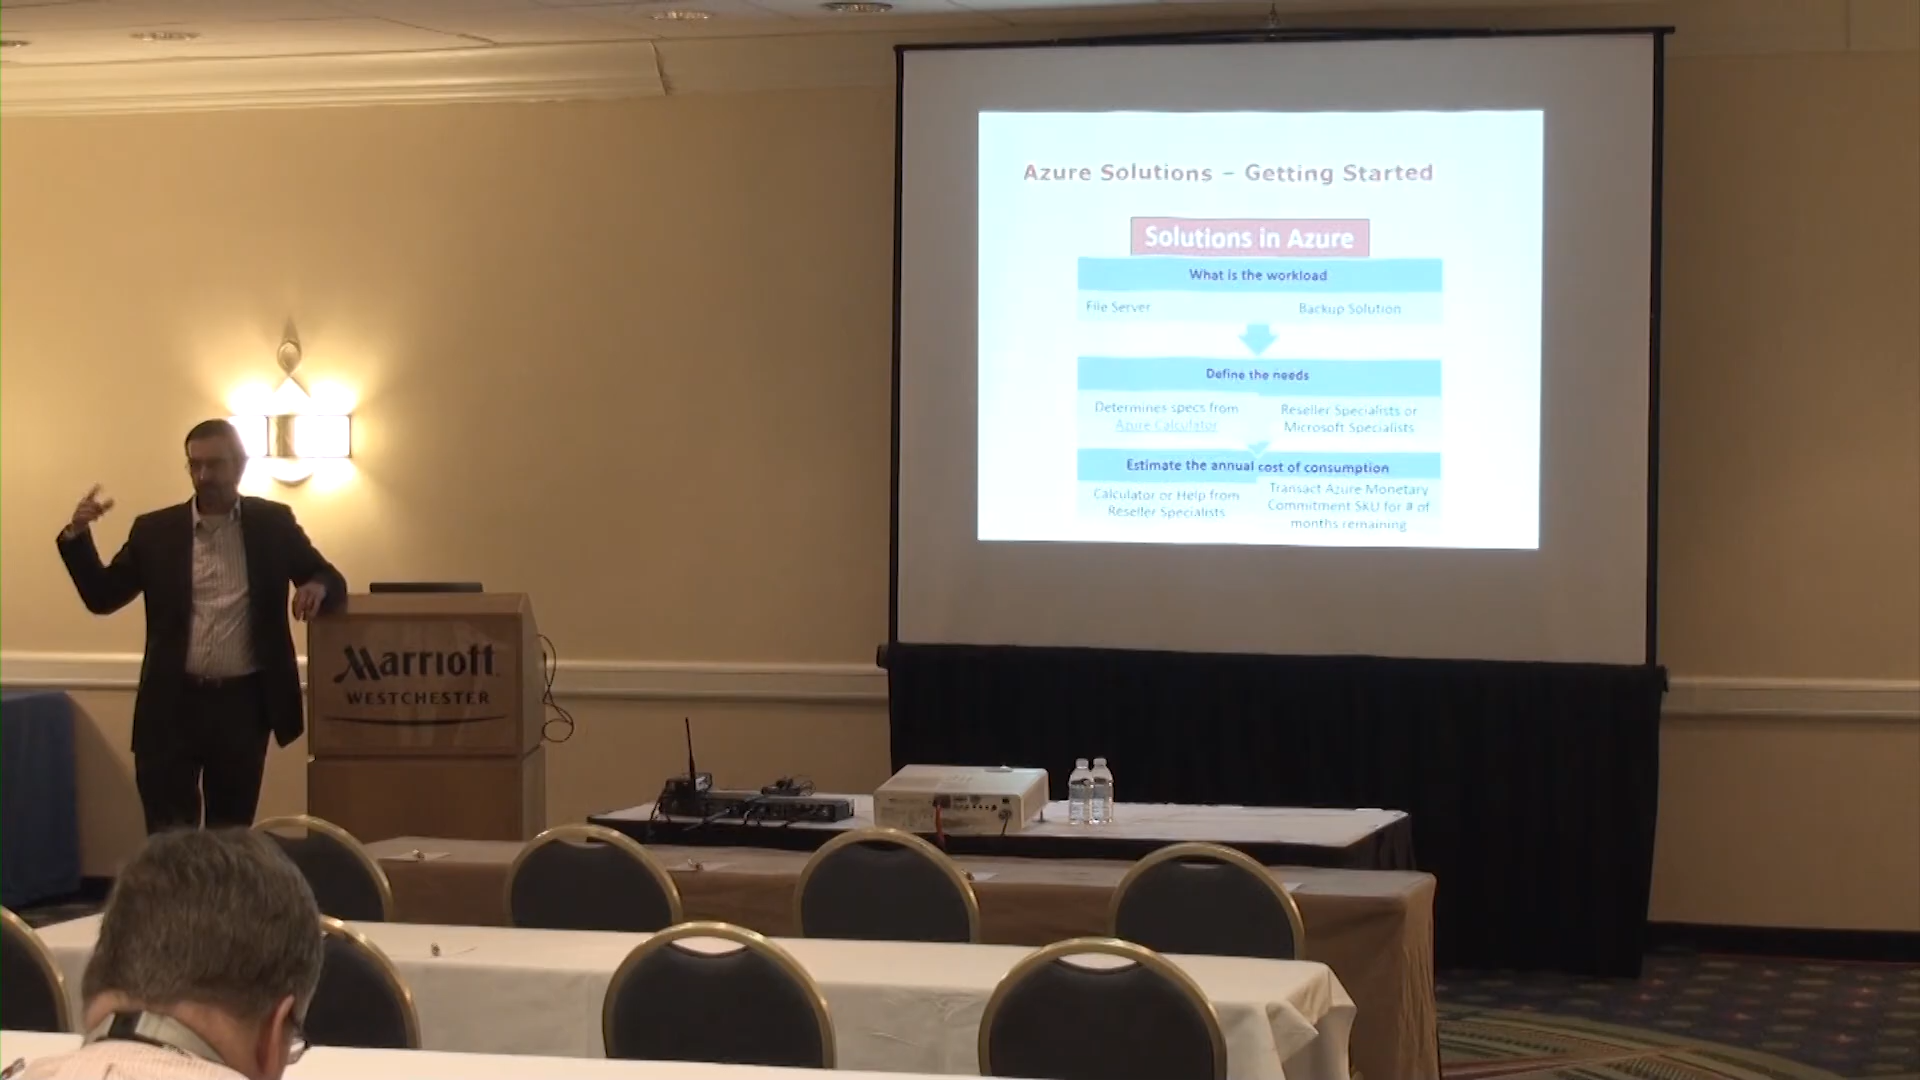 Azure Solutions – Getting Started
Solutions in Azure
What is the workload
File Server
Backup Solution
Define the needs
Determines specs from
Azure Calculator
Reseller Specialists or
Microsoft Specialists
Estimate the annual cost of consumption
Calculator or Help from
Reseller Specialists
Transact Azure Monetary
Commitment SKU for # of
months remaining
Marriott
WESTCHESTER